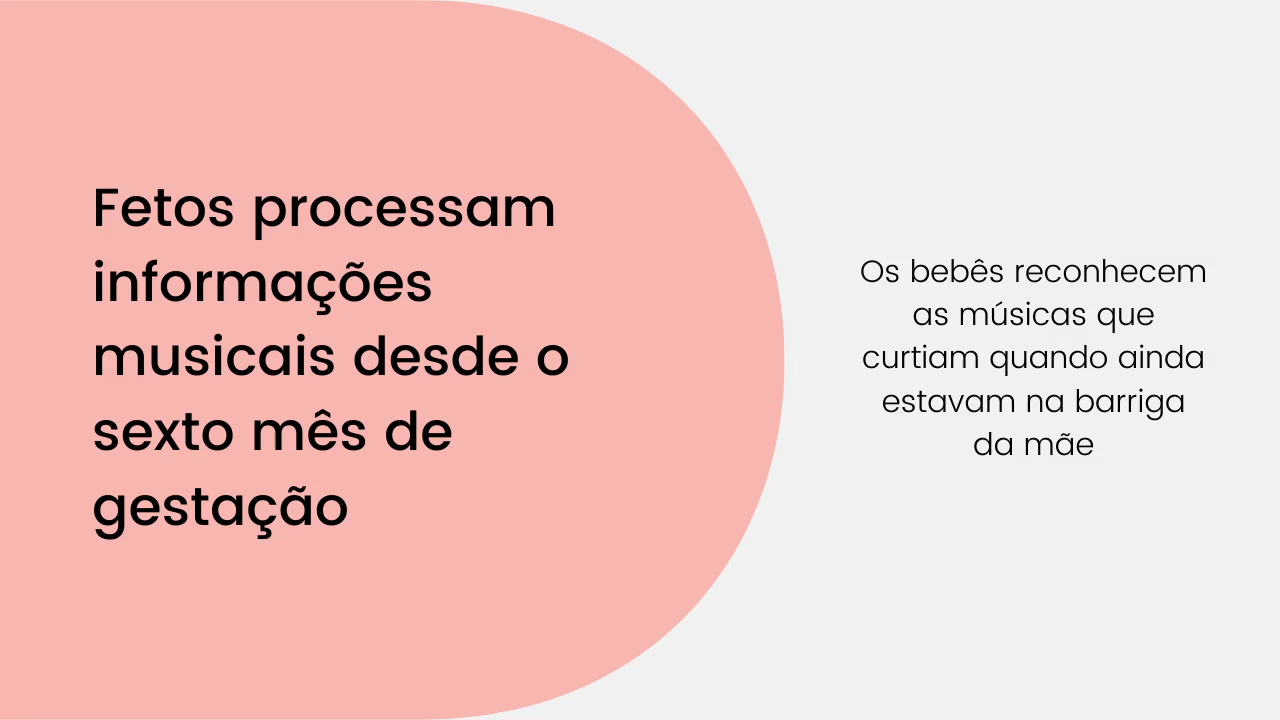 Fetos processam
informações
musicais desde o
sexto mês de
gestação
Os bebês reconhecem
as músicas que
curtiam quando ainda
estavam na barriga
da mãe